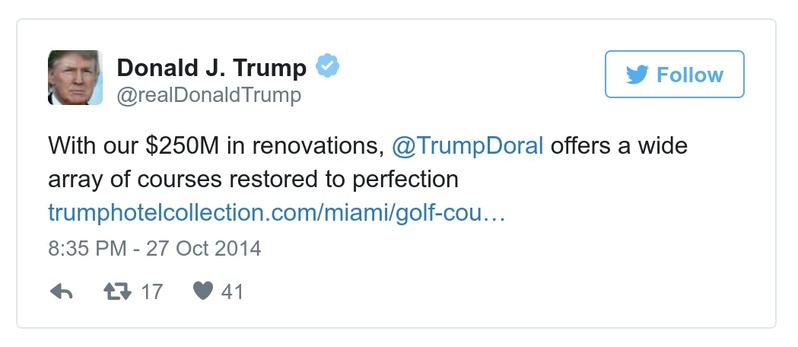 Donald J. Trump
@realDonaldTrump
Follow
With our $250M in renovations, @TrumpDoral offers a wide
array of courses restored to perfection
trumphotelcollection.com/miami/golf-cou…
8:35 PM - 27 Oct 2014
17 41